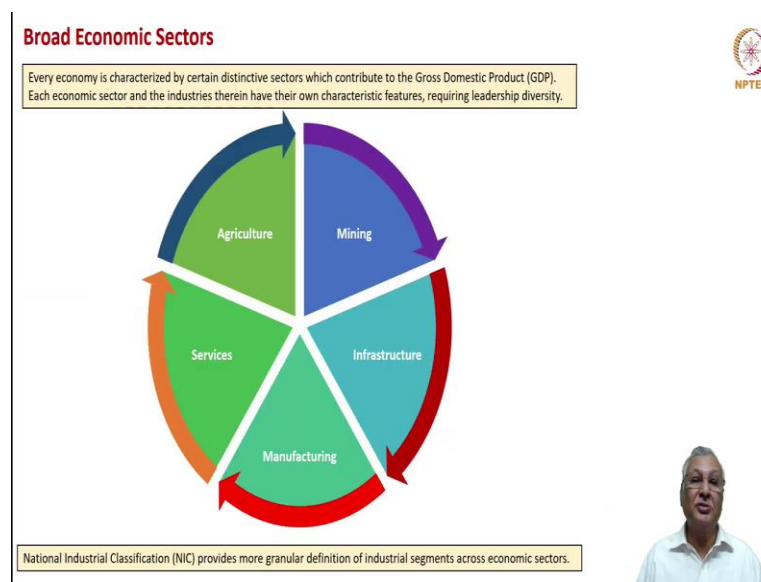 Broad Economic Sectors
Every economy is characterized by certain distinctive sectors which contribute to the Gross Domestic Product (GDP).
Each economic sector and the industries therein have their own characteristic features, requiring leadership diversity.
NPTE
Agriculture
Mining
Services
Infrastructure
Manufacturing
National Industrial Classification (NIC) provides more granular definition of industrial segments across economic sectors.